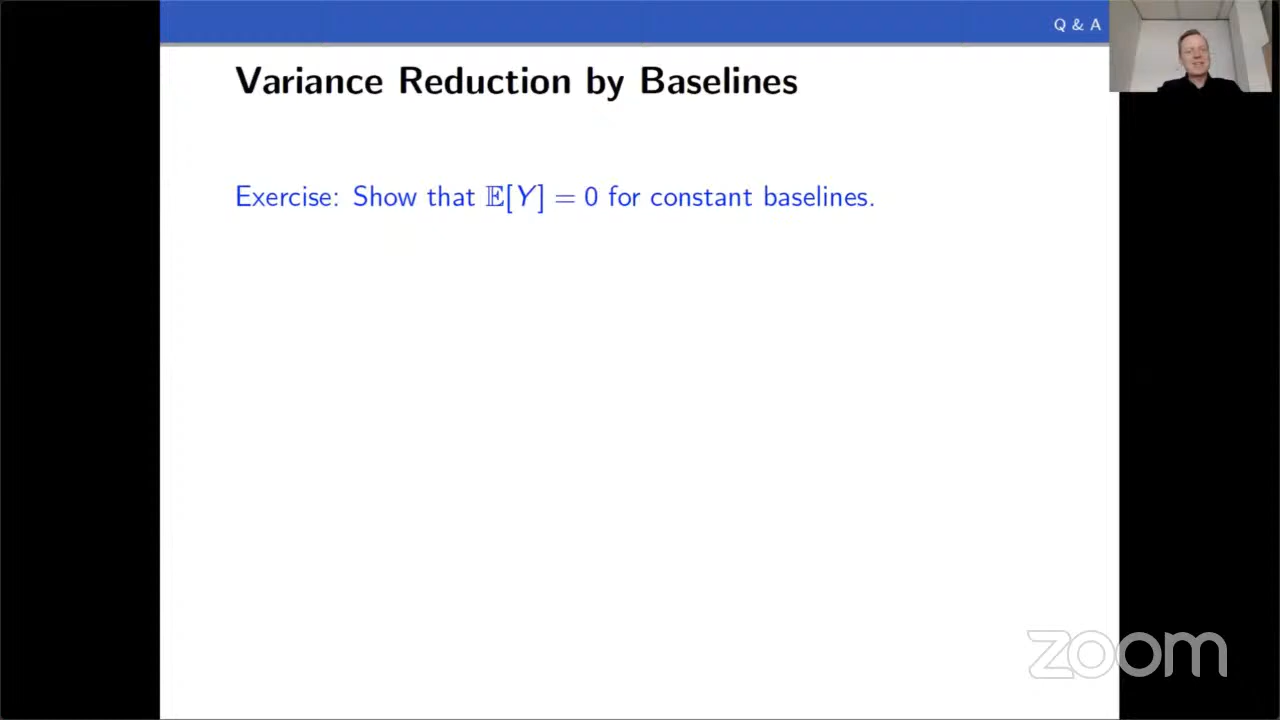 Q & A
Variance Reduction by Baselines
Exercise: Show that 𝔼[Y] = 0 for constant baselines.
zoom